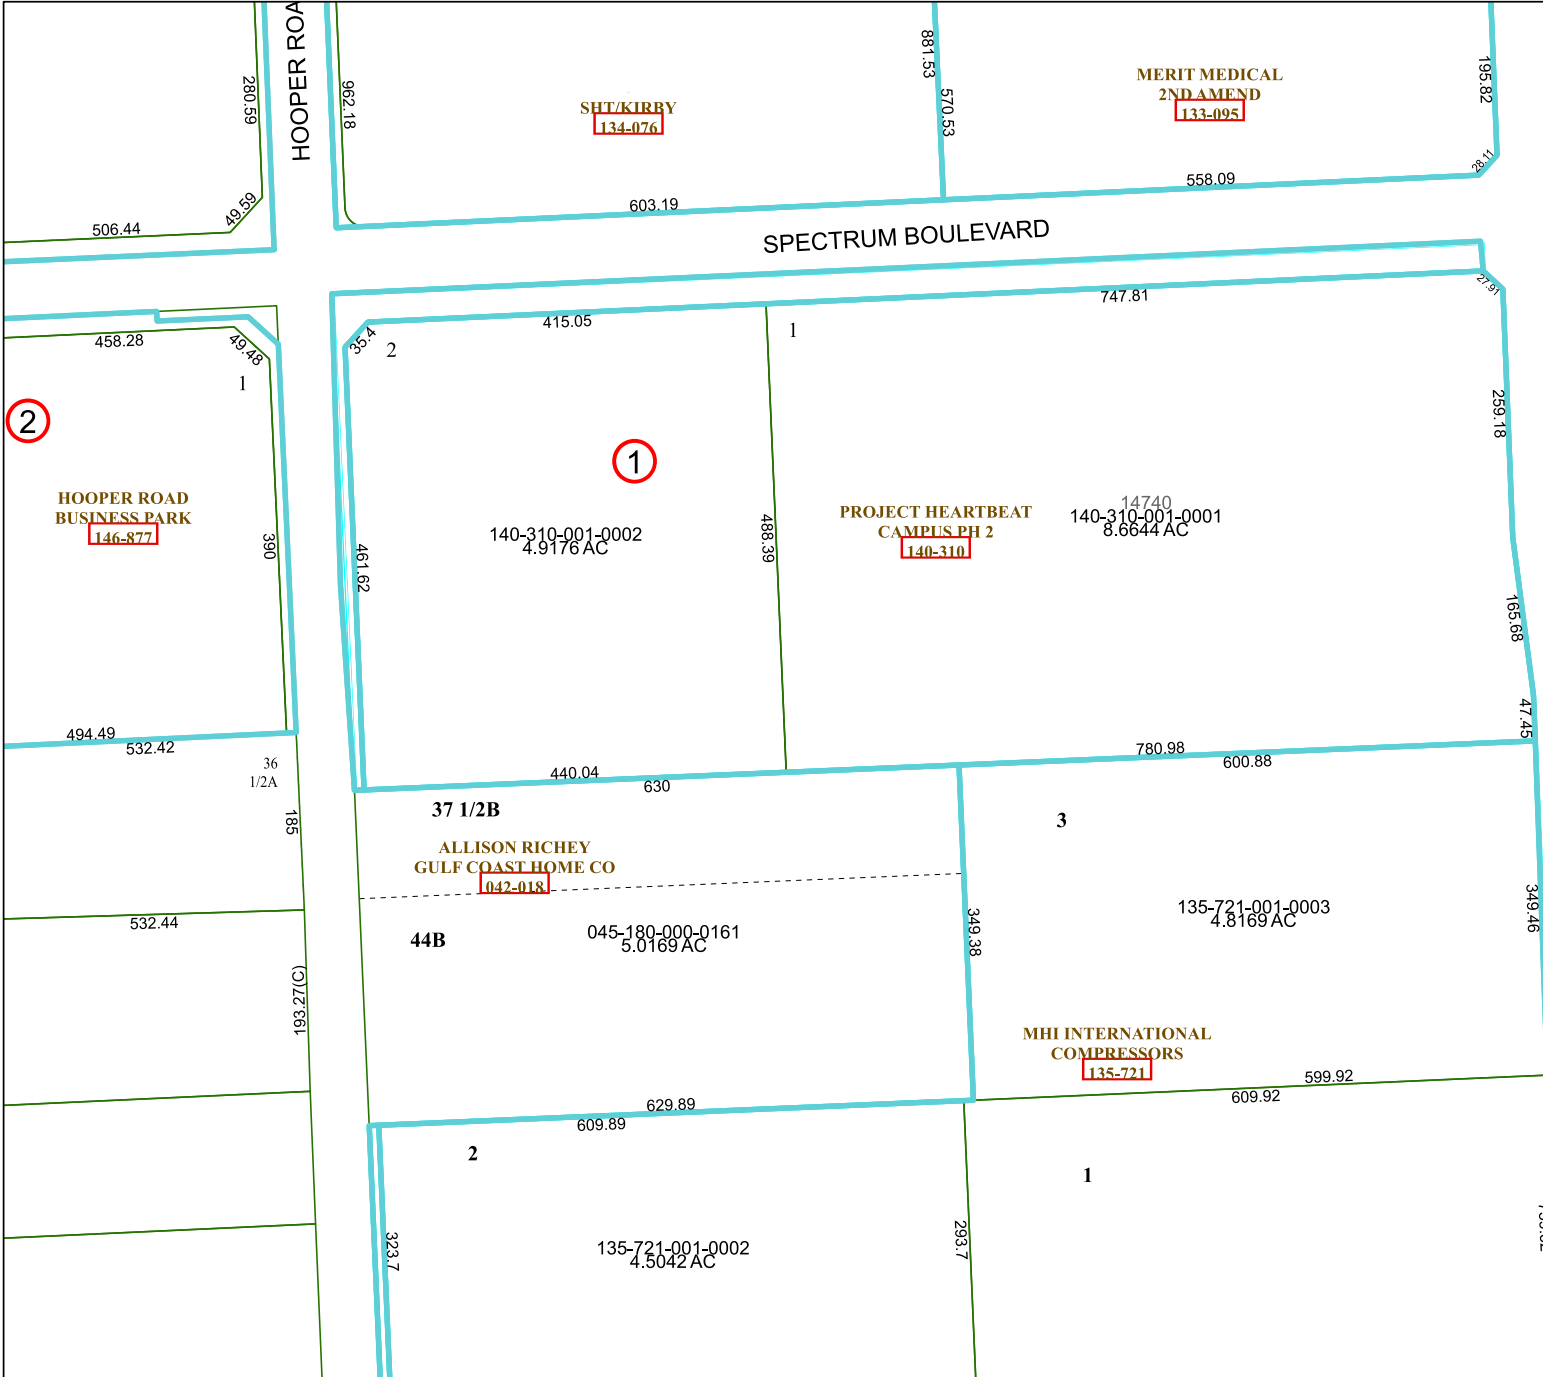 HOOPER ROA
280.59
962.18
881.53
570.53
195.82
28.11
SHT/KIRBY
134-076
MERIT MEDICAL
2ND AMEND
133-095
49.59
506.44
603.19
558.09
SPECTRUM BOULEVARD
27.91
747.81
415.05
35.4
2
1
458.28
49.48
1
2
1
259.18
HOOPER ROAD
BUSINESS PARK
146-877
390
461.62
140-310-001-0002
4.9176 AC
488.39
PROJECT HEARTBEAT
CAMPUS PH 2
140-310
14740
140-310-001-0001
8.6644 AC
165.68
47.45
494.49
532.42
36
1/2A
185
440.04
630
780.98
600.88
37 1/2B
3
ALLISON RICHEY
GULF COAST HOME CO
042-018
532.44
44B
045-180-000-0161
5.0169 AC
349.38
135-721-001-0003
4.8169 AC
349.46
193.27(C)
MHI INTERNATIONAL
COMPRESSORS
135-721
599.92
609.92
629.89
609.89
2
1
323.7
135-721-001-0002
4.5042 AC
293.7